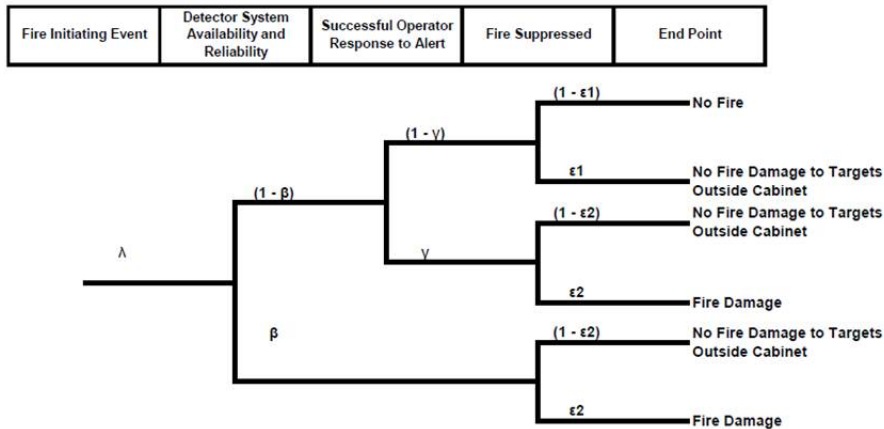 Fire Initiating Event
Detector System
Availability and
Reliability
Successful Operator
Response to Alert
Fire Suppressed
End Point
(1 - ε1)
No Fire
(1 - γ)
ε1
No Fire Damage to Targets
Outside Cabinet
(1 - β)
(1 - ε2)
No Fire Damage to Targets
Outside Cabinet
λ
γ
ε2
Fire Damage
β
(1 - ε2)
No Fire Damage to Targets
Outside Cabinet
ε2
Fire Damage